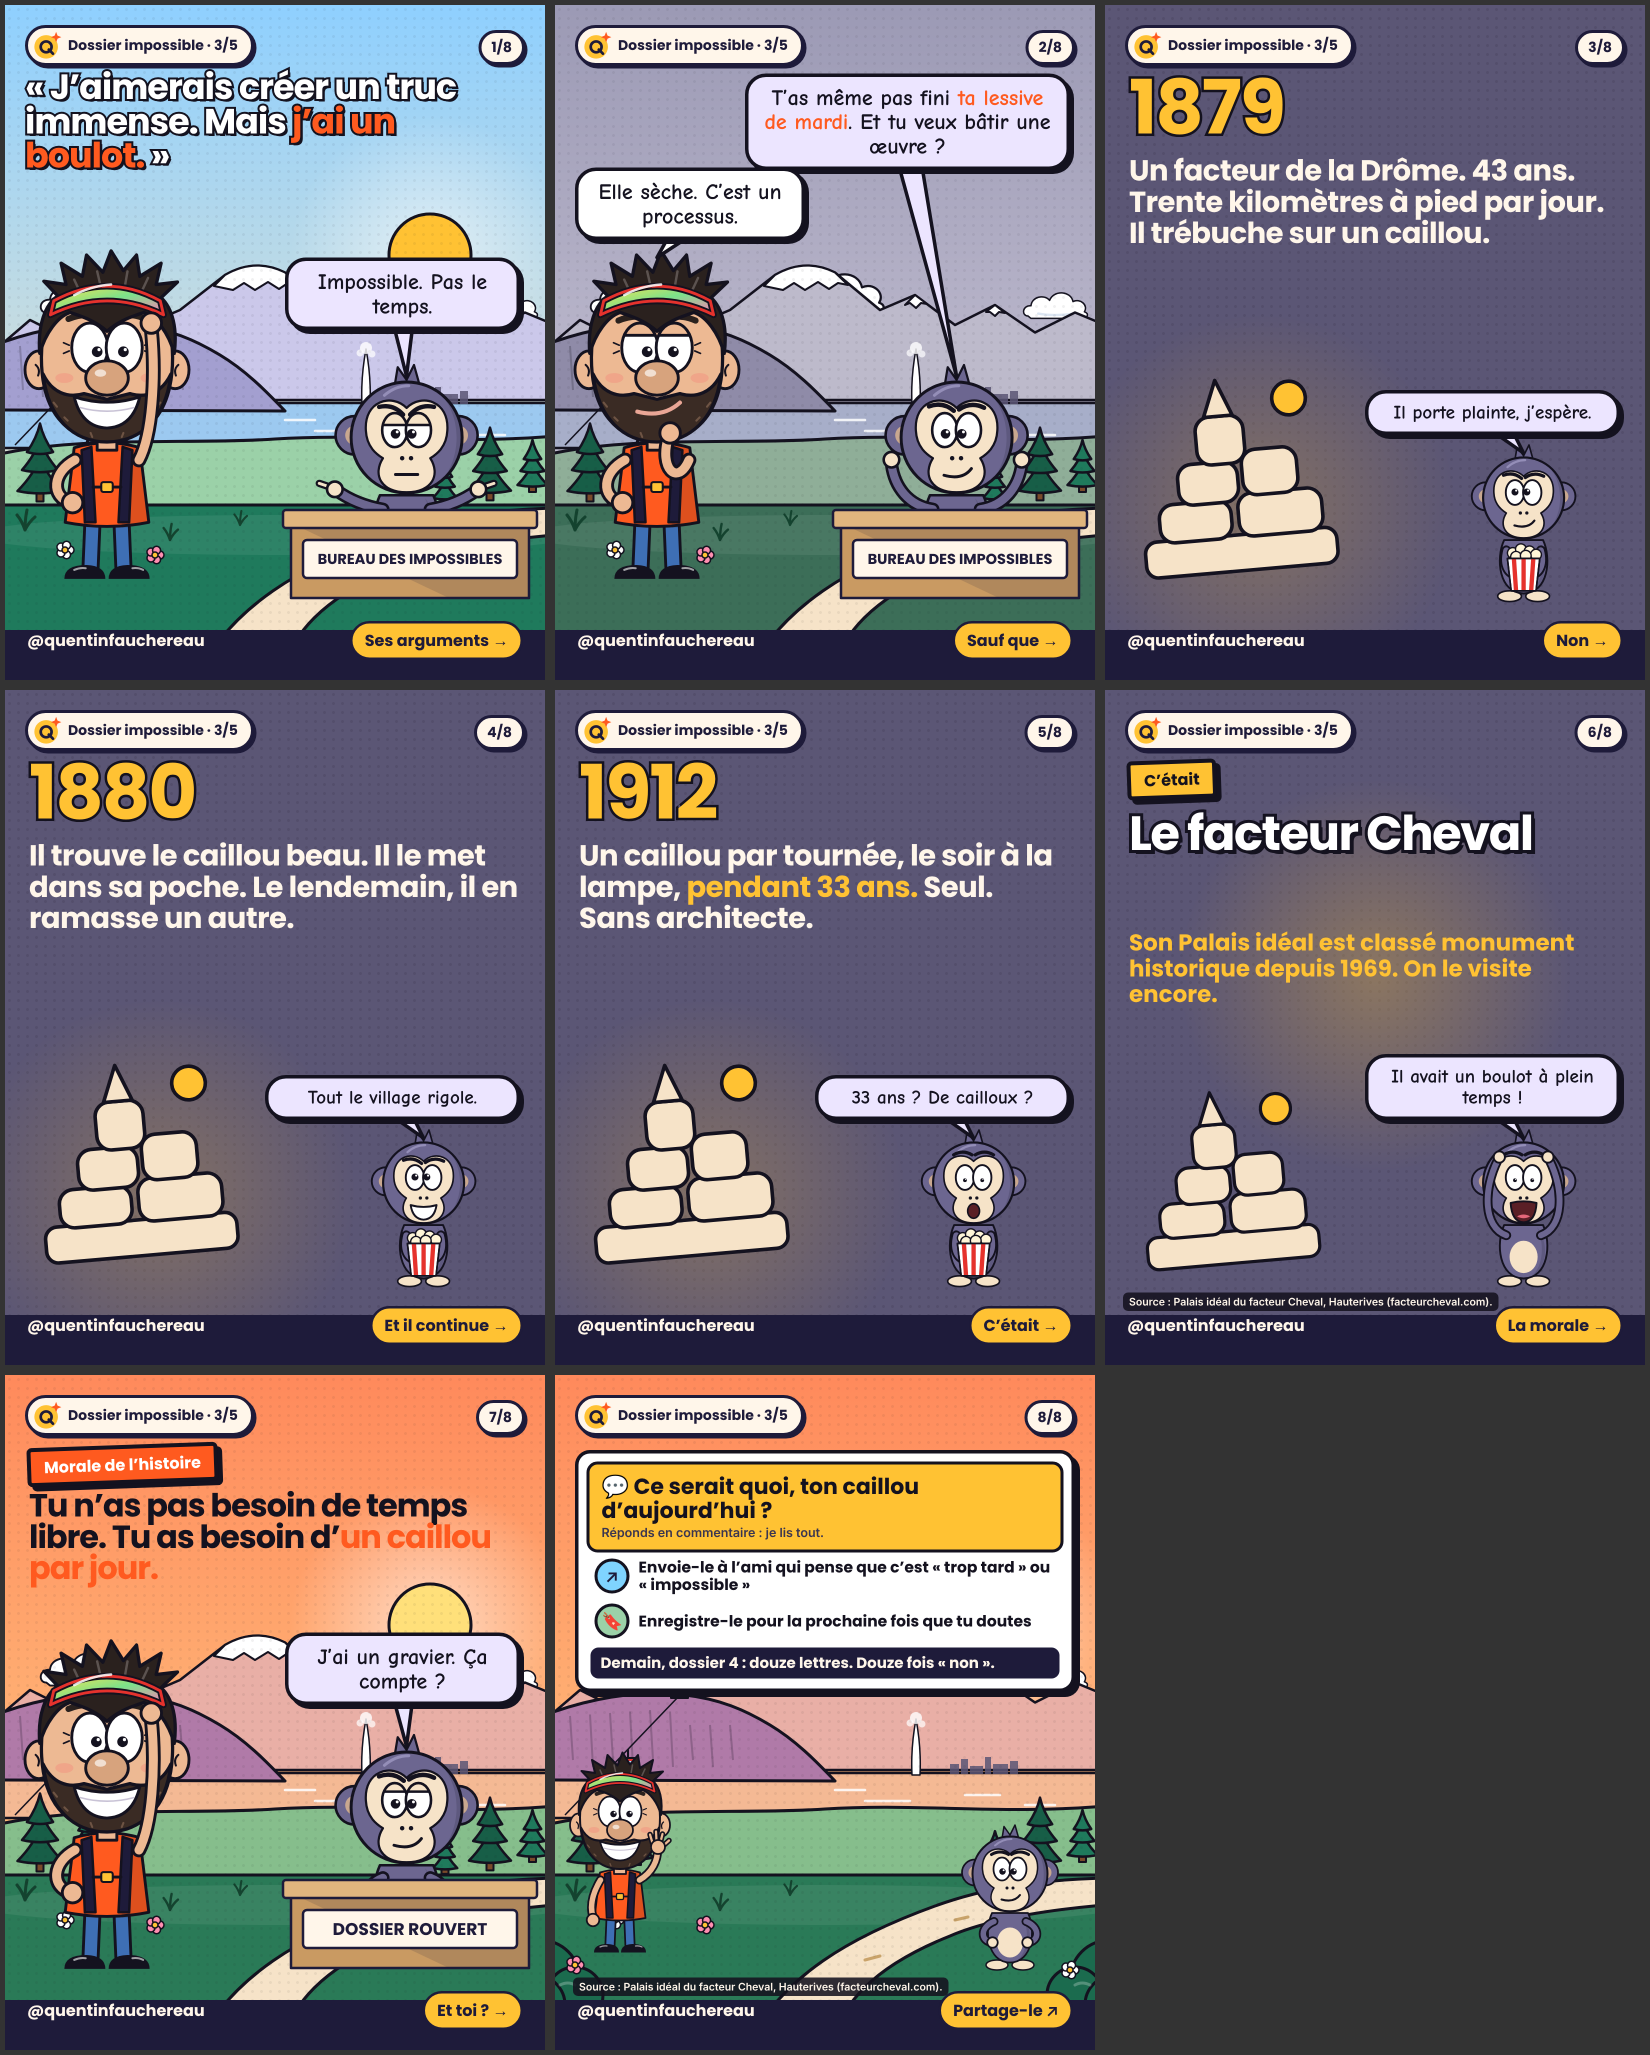 Q Dossier impossible · 3/5
1/8
« J'aimerais créer un truc
immense. Mais j'ai un
boulot. »
Impossible. Pas le
temps.
BUREAU DES IMPOSSIBLES
@quentinfauchereau
Ses arguments →
Q Dossier impossible · 3/5
2/8
T'as même pas fini ta lessive
de mardi. Et tu veux bâtir une
œuvre ?
Elle sèche. C'est un
processus.
BUREAU DES IMPOSSIBLES
@quentinfauchereau
Sauf que →
Q Dossier impossible · 3/5
3/8
1879
Un facteur de la Drôme. 43 ans.
Trente kilomètres à pied par jour.
Il trébuche sur un caillou.
Il porte plainte, j'espère.
@quentinfauchereau
Non →
Q Dossier impossible · 3/5
4/8
1880
Il trouve le caillou beau. Il le met
dans sa poche. Le lendemain, il en
ramasse un autre.
Tout le village rigole.
@quentinfauchereau
Et il continue →
Q Dossier impossible · 3/5
5/8
1912
Un caillou par tournée, le soir à la
lampe, pendant 33 ans. Seul.
Sans architecte.
33 ans ? De cailloux ?
@quentinfauchereau
C'était →
Q Dossier impossible · 3/5
6/8
C'était
Le facteur Cheval
Son Palais idéal est classé monument
historique depuis 1969. On le visite
encore.
Il avait un boulot à plein
temps !
Source : Palais idéal du facteur Cheval, Hauterives (facteurcheval.com).
@quentinfauchereau
La morale →
Q Dossier impossible · 3/5
7/8
Morale de l'histoire
Tu n'as pas besoin de temps
libre. Tu as besoin d'un caillou
par jour.
J'ai un gravier. Ça
compte ?
DOSSIER ROUVERT
@quentinfauchereau
Et toi ? →
Q Dossier impossible · 3/5
8/8
💬 Ce serait quoi, ton caillou
d'aujourd'hui ?
Réponds en commentaire : je lis tout.
Envoie-le à l'ami qui pense que c'est « trop tard » ou
« impossible »
Enregistre-le pour la prochaine fois que tu doutes
Demain, dossier 4 : douze lettres. Douze fois « non ».
Source : Palais idéal du facteur Cheval, Hauterives (facteurcheval.com).
@quentinfauchereau
Partage-le ↗